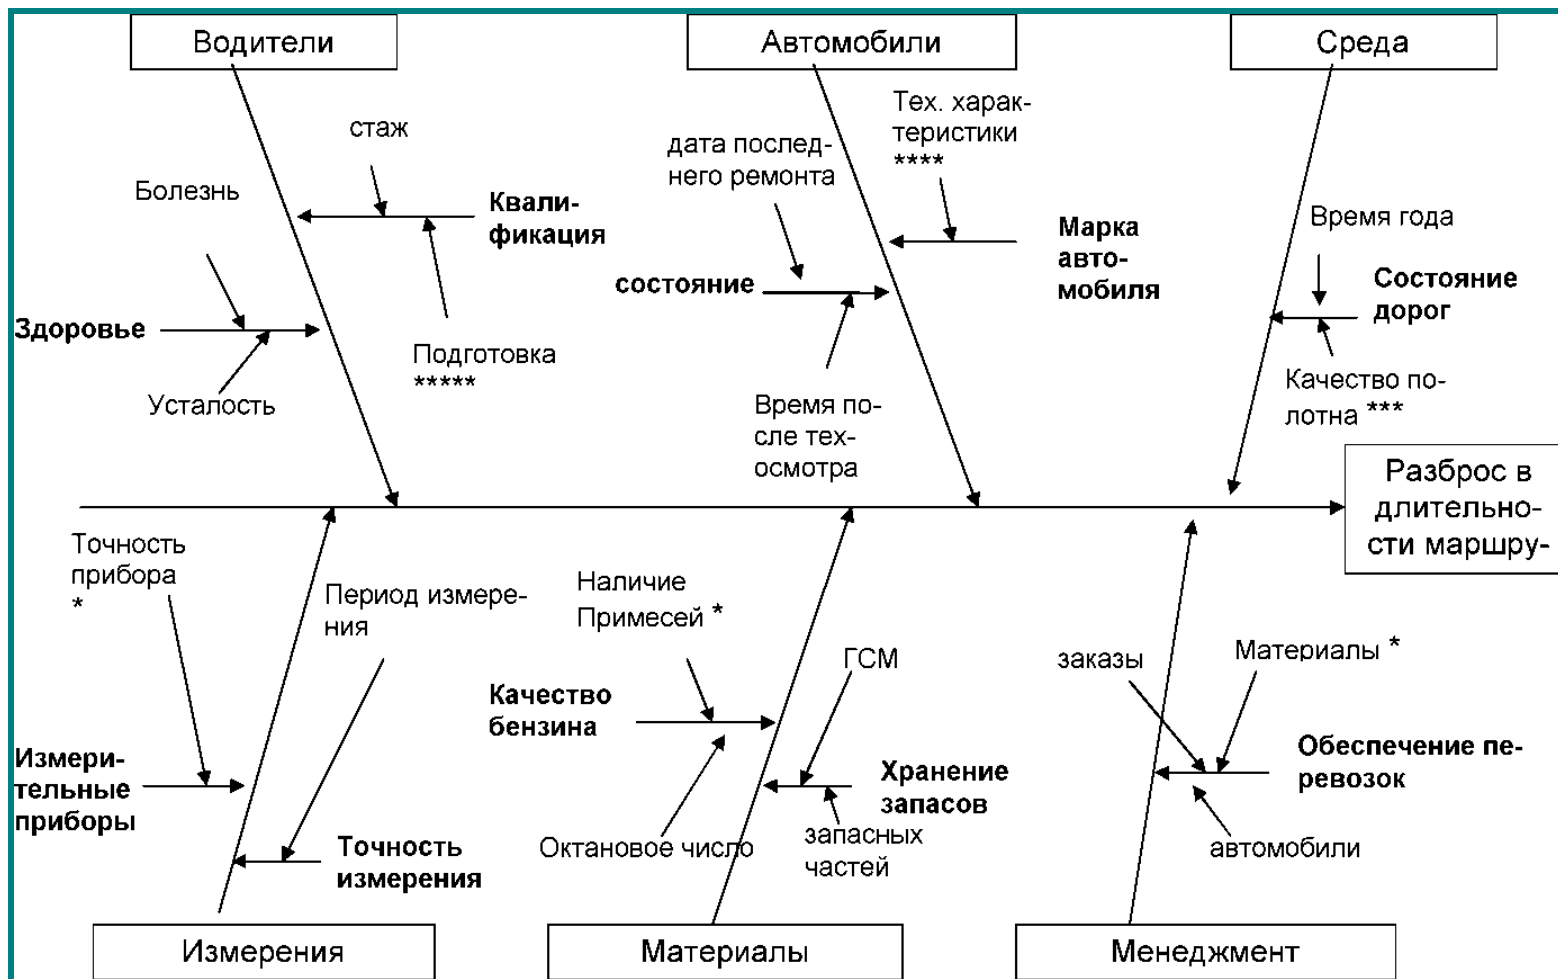 Водители
Автомобили
Среда
стаж
Болезнь
Квали-
фикация
Здоровье
Подготовка
*****
Усталость
Тех. харак-
теристики
****
дата послед-
него ремонта
Марка
авто-
мобиля
состояние
Время по-
сле тех-
осмотра
Время года
Состояние
дорог
Качество по-
лотна ***
Разброс в
длительно-
сти маршру-
Точность
прибора
*
Период измере-
ния
Измери-
тельные
приборы
Точность
измерения
Наличие
Примесей *
ГСМ
Качество
бензина
Хранение
запасов
Октановое число
запасных
частей
заказы
Материалы *
Обеспечение пе-
ревозок
автомобили
Измерения
Материалы
Менеджмент